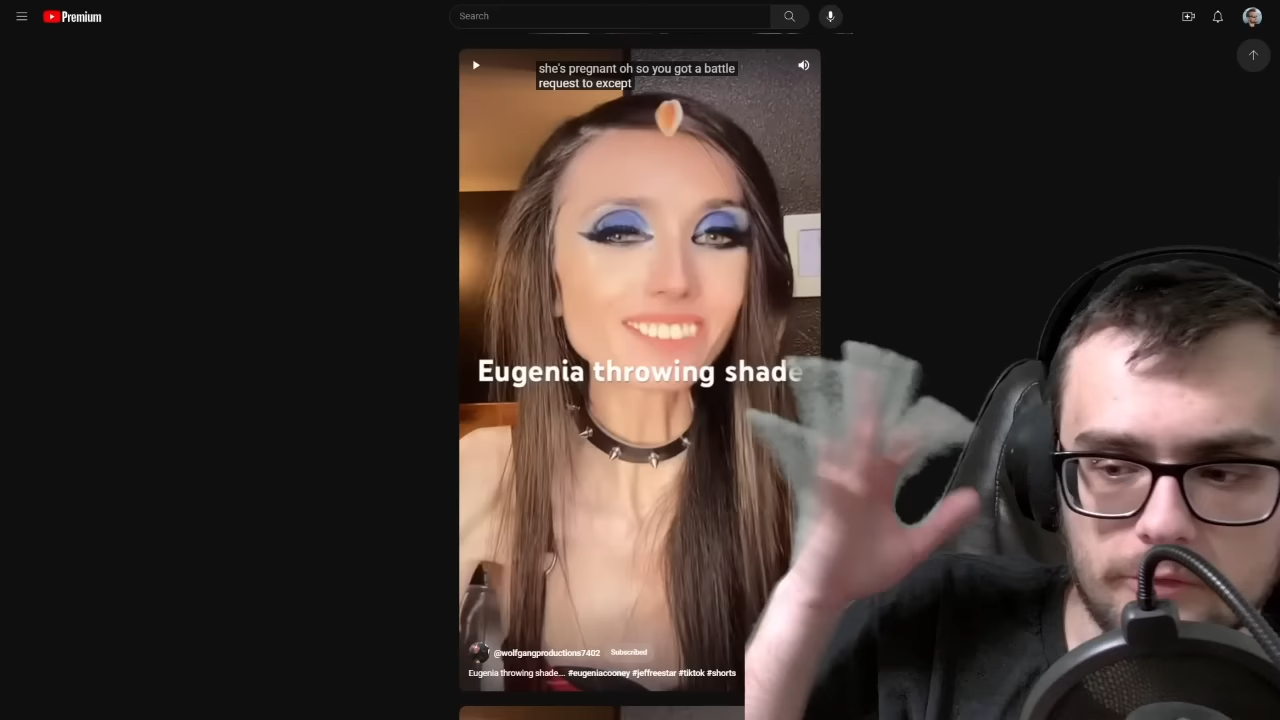 Premium
Search
she's pregnant oh so you got a battle
request to except
Eugenia throwing shade
@wolfgangproductions7402 Subscribed
Eugenia throwing shade... #eugeniacooney #jeffreestar #tiktok #shorts